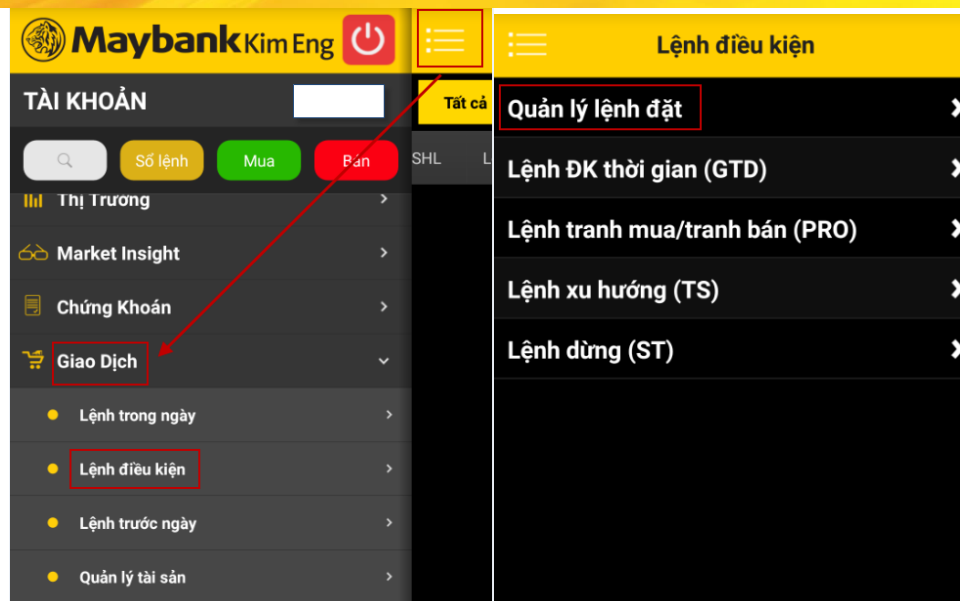 Maybank Kim Eng
TÀI KHOẢN
Sổ lệnh
Mua
Bán
Thị Trường
Market Insight
Chứng Khoán
Giao Dịch
Lệnh trong ngày
Lệnh điều kiện
Lệnh trước ngày
Quản lý tài sản
Tất cả
SHL
L
Lệnh điều kiện
Quản lý lệnh đặt
Lệnh ĐK thời gian (GTD)
Lệnh tranh mua/tranh bán (PRO)
Lệnh xu hướng (TS)
Lệnh dừng (ST)